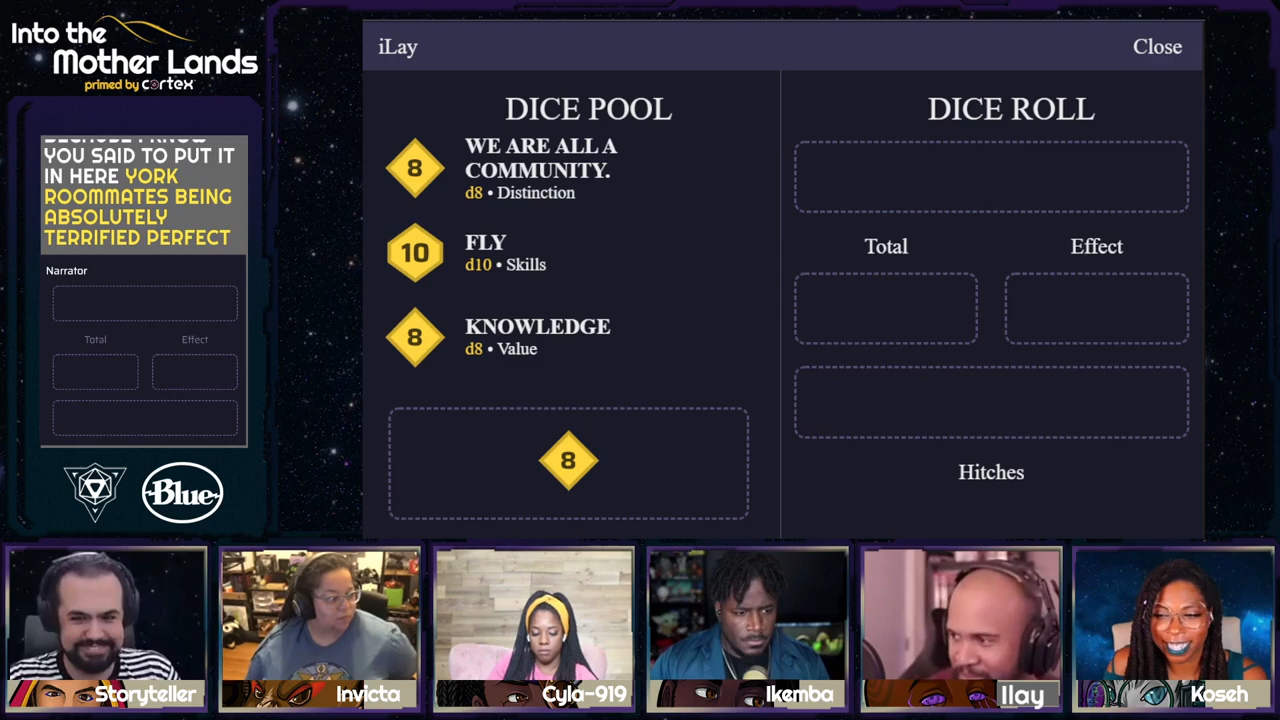 Into the
Mother Lands
primed by cortex
YOU SAID TO PUT IT
IN HERE YORK
ROOMMATES BEING
ABSOLUTELY
TERRIFIED PERFECT
Narrator
Total Effect
Blue
iLay Close
DICE POOL
8 WE ARE ALL A
COMMUNITY.
d8 • Distinction
10 FLY
d10 • Skills
8 KNOWLEDGE
d8 • Value
8
DICE ROLL
Total Effect
Hitches
Storyteller
Invicta
Cyla-919
Ikemba
Ilay
Koseh